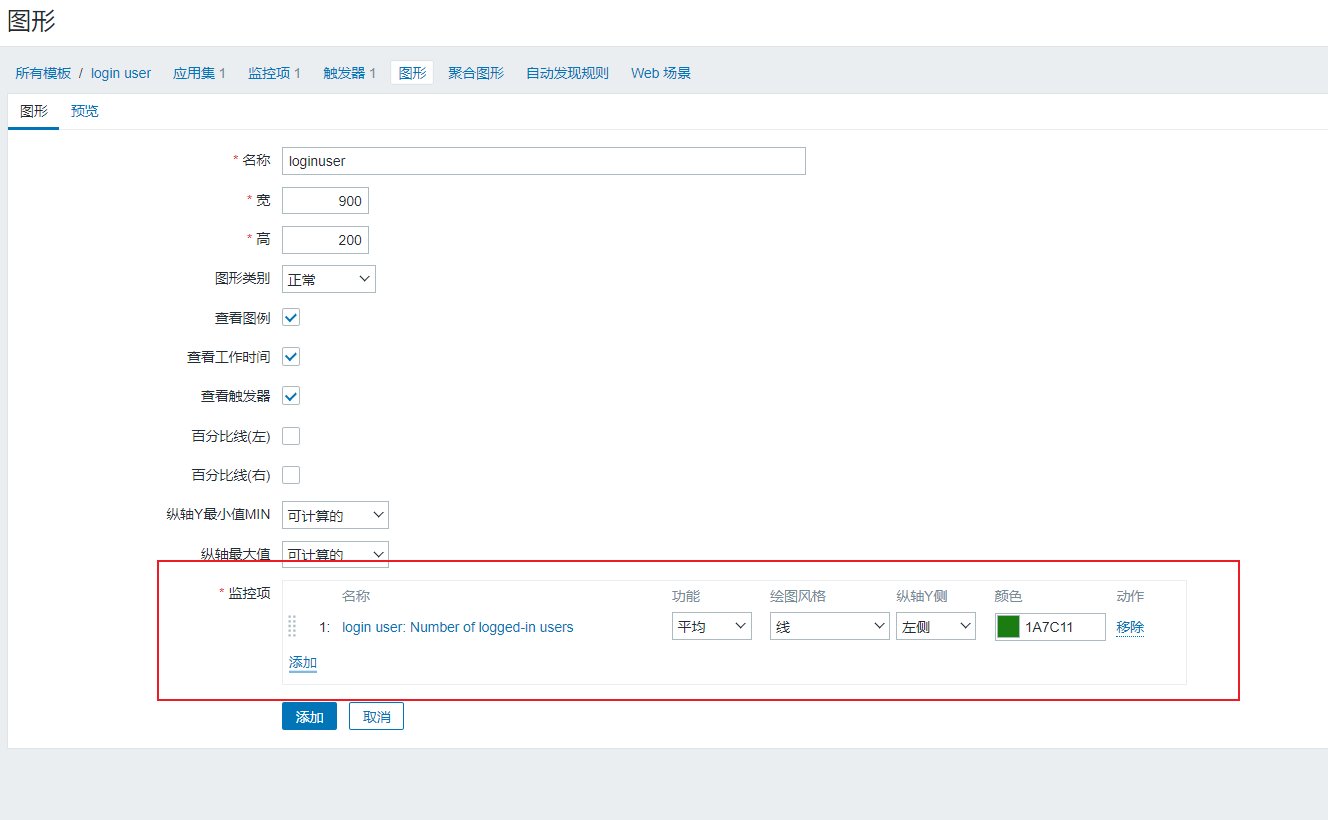 图形
所有模板 / login user 应用集 1 监控项 1 触发器 1 图形 聚合图形 自动发现规则 Web 场景
图形 预览
* 名称 loginuser
* 宽 900
* 高 200
图形类别 正常
查看图例
查看工作时间
查看触发器
百分比线(左)
百分比线(右)
纵轴Y最小值MIN 可计算的
纵轴最大值 可计算的
* 监控项 名称 功能 绘图风格 纵轴Y侧 颜色 动作
1: login user: Number of logged-in users 平均 线 左侧 1A7C11 移除
添加
添加 取消